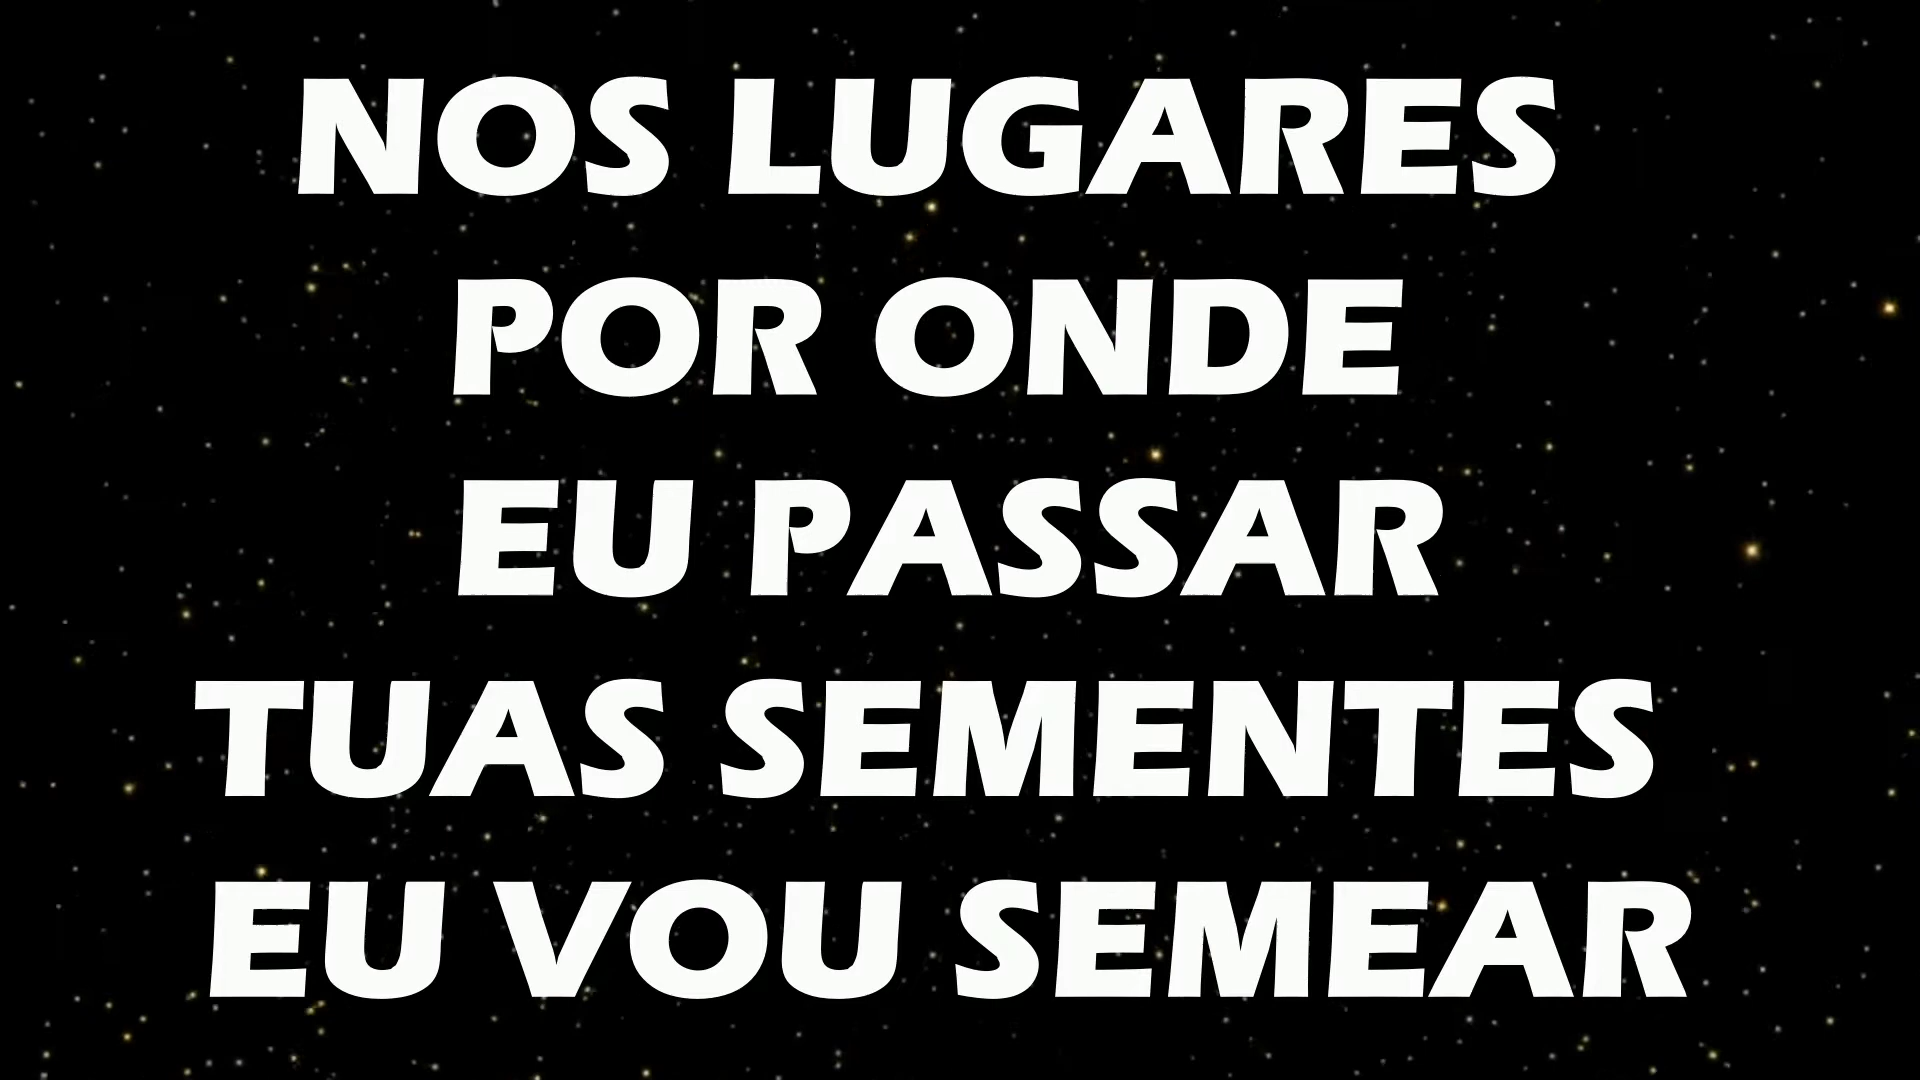 NOS LUGARES
POR ONDE
EU PASSAR
TUAS SEMENTES
EU VOU SEMEAR